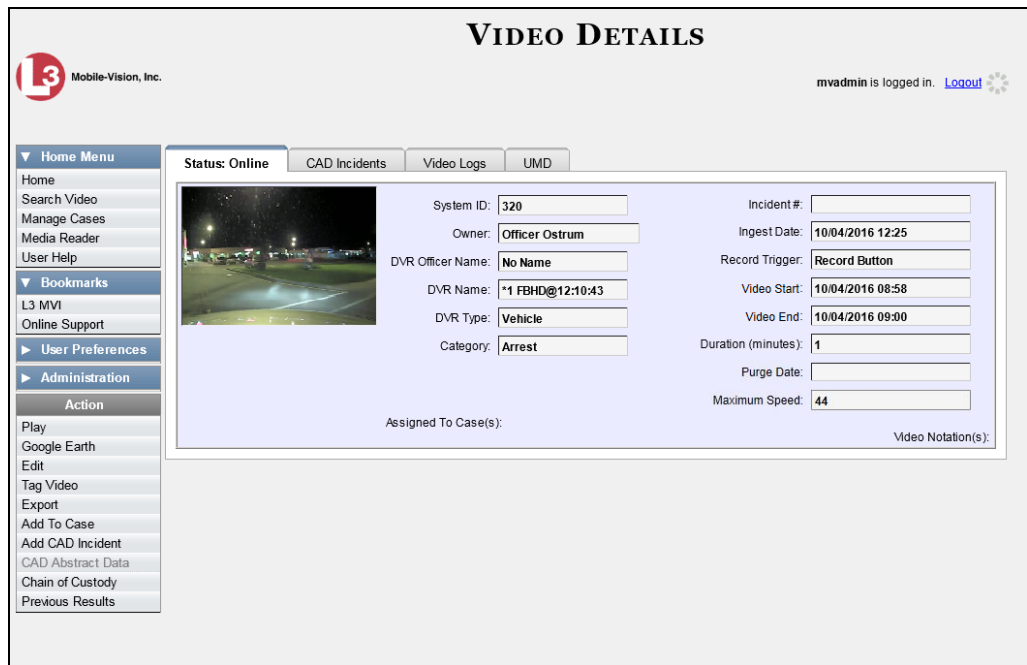 VIDEO DETAILS
L3 Mobile-Vision, Inc.
mvadmin is logged in. Logout
▼ Home Menu
Home
Search Video
Manage Cases
Media Reader
User Help
▼ Bookmarks
L3 MVI
Online Support
► User Preferences
► Administration
Action
Play
Google Earth
Edit
Tag Video
Export
Add To Case
Add CAD Incident
CAD Abstract Data
Chain of Custody
Previous Results
Status: Online CAD Incidents Video Logs UMD
System ID: 320
Owner: Officer Ostrum
DVR Officer Name: No Name
DVR Name: *1 FBHD@12:10:43
DVR Type: Vehicle
Category: Arrest
Incident#:
Ingest Date: 10/04/2016 12:25
Record Trigger: Record Button
Video Start: 10/04/2016 08:58
Video End: 10/04/2016 09:00
Duration (minutes): 1
Purge Date:
Maximum Speed: 44
Assigned To Case(s):
Video Notation(s):